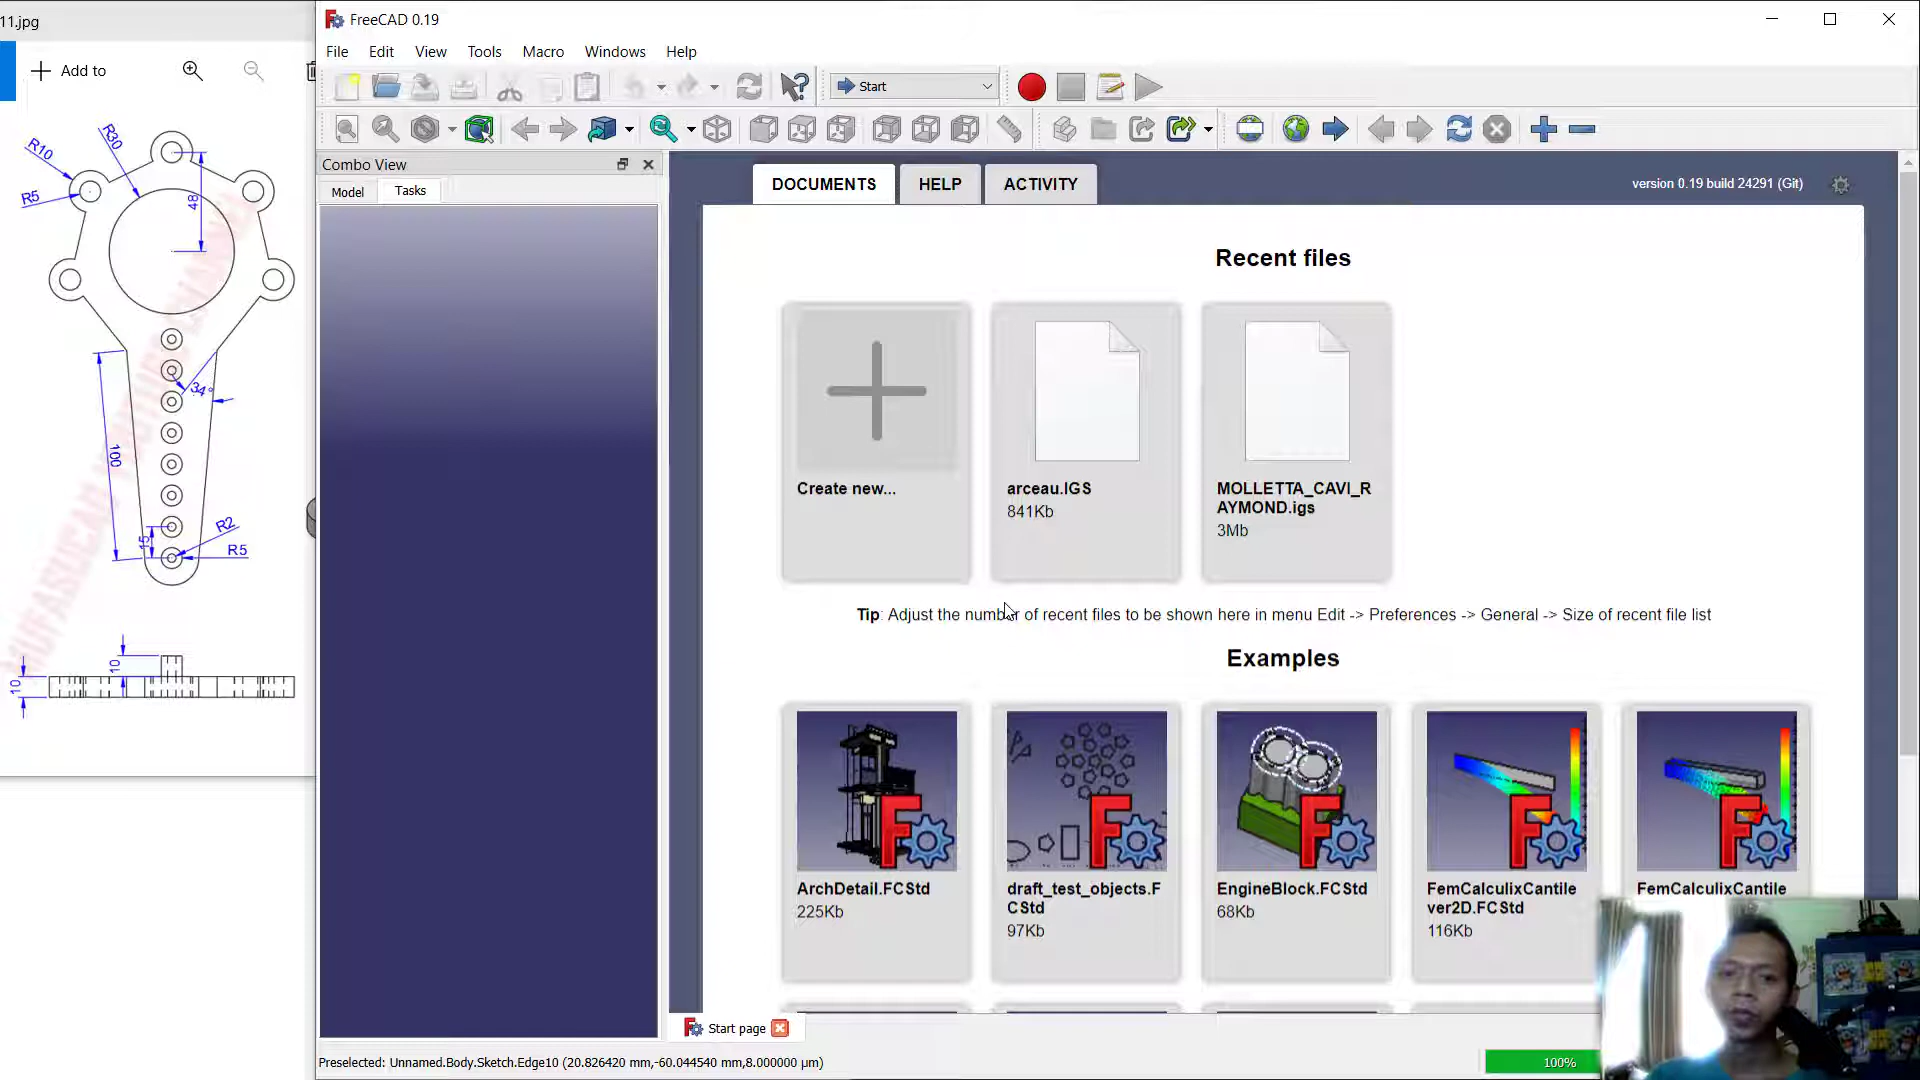 11.jpg
Add to
FreeCAD 0.19
File Edit View Tools Macro Windows Help
Start
Combo View
Model Tasks
DOCUMENTS HELP ACTIVITY
version 0.19 build 24291 (Git)
Recent files
Create new...
arceau.IGS
841Kb
MOLLETTA_CAVI_R
AYMOND.igs
3Mb
Tip: Adjust the number of recent files to be shown here in menu Edit -> Preferences -> General -> Size of recent file list
Examples
ArchDetail.FCStd
225Kb
draft_test_objects.F
CStd
97Kb
EngineBlock.FCStd
68Kb
FemCalculixCantile
ver2D.FCStd
116Kb
FemCalculixCantile
Start page
Preselected: Unnamed.Body.Sketch.Edge10 (20.826420 mm,-60.044540 mm,8.000000 µm)
100%
R10
R30
R5
48
34°
100
15
R2
R5
10
10